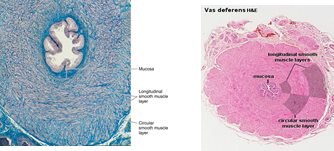 Mucosa
Longitudinal
smooth muscle
layer
Circular
smooth muscle
layer
Vas deferens H&E
longitudinal smooth
muscle layers
mucosa
circular smooth
muscle layer